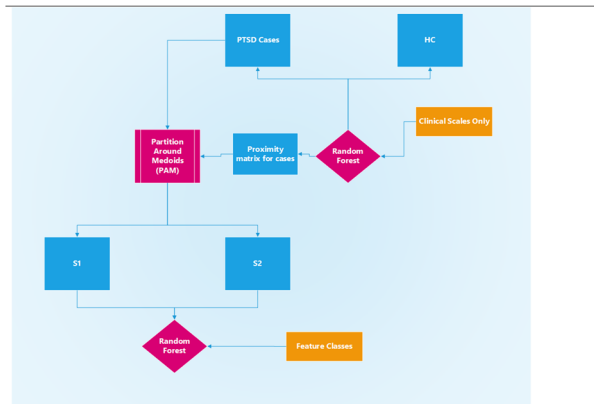 PTSD Cases
HC
Clinical Scales Only
Partition
Around
Medoids
(PAM)
Proximity
matrix for cases
Random
Forest
S1
S2
Random
Forest
Feature Classes